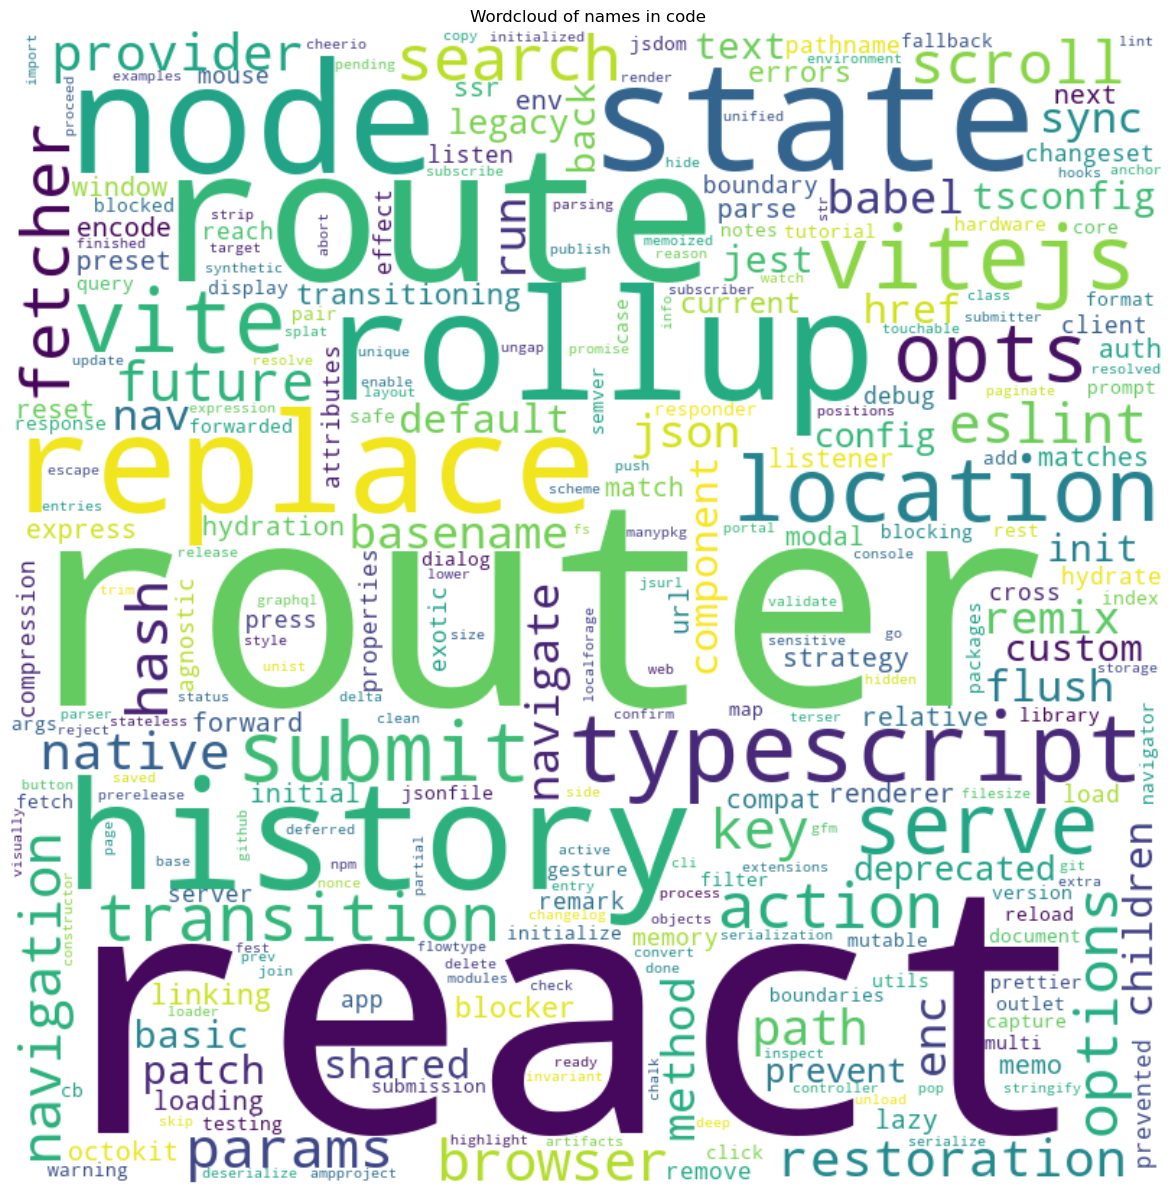 Wordcloud of names in code
import
provider
cheerio
search
copy
initialized
jsdom
text
pathname
fallback
lint
examples
mouse
pending
ssr
env
render
errors
environment
scroll
next
proceed
node
legacy
back
state
unified
sync
fetcher
listen
subscribe
hide
changeset
hooks
anchor
window
blocked
route
boundary
parse
str
babel
tsconfig
encode
finished
strip
reach
target
abort
effect
run
parsing
publish
memoized
reason
notes
tutorial
hardware
core
preset
query
synthetic
display
transitioning
jest
watch
vitejs
vite
pair
splat
rollup
subscriber
current
case
info
href
class
submitter
format
client
touchable
update
resolve
unique
ungap
promise
opts
auth
resolved
future
attributes
enable
layout
semver
debug
paginate
prompt
reset
response
nav
expression
forwarded
safe
default
json
responder
positions
config
eslint
replace
escape
entries
scheme
push
match
listener
location
add
matches
express
hydration
basename
fs
manypkg
component
portal
modal
blocking
rest
console
init
release
router
dialog
lower
jsurl
hydrate
compression
trim
hash
agnostic
graphql
press
style
unist
properties
exotic
size
navigate
localforage
url
web
validate
sensitive
go
strategy
hidden
packages
cross
index
remix
custom
storage
status
delta
flush
args
parser
reject
stateless
forward
clean
confirm
map
terser
relative
library
navigator
native
submit
typescript
button
fetch
saved
prerelease
initial
jsonfile
side
compat
renderer
filesize
load
visually
history
page
base
github
deferred
npm
nonce
partial
active
gesture
entry
cli
key
gfm
extensions
serve
deprecated
git
extra
children
navigation
constructor
server
transition
remark
changelog
filter
process
objects
action
version
reload
document
options
fest
prev
join
flowtype
delete
modules
initialize
check
memory
convert
done
serialization
mutable
react
linking
loader
app
blocker
method
boundaries
utils
enc
prettier
outlet
capture
multi
basic
patch
shared
submission
ready
invariant
path
inspect
prevent
controller
pop
unload
memo
stringify
prevented
cb
loading
skip
testing
chalk
deep
lazy
octokit
warning
params
deserialize
ampproject
highlight
browser
artifacts
remove
click
serialize
restoration